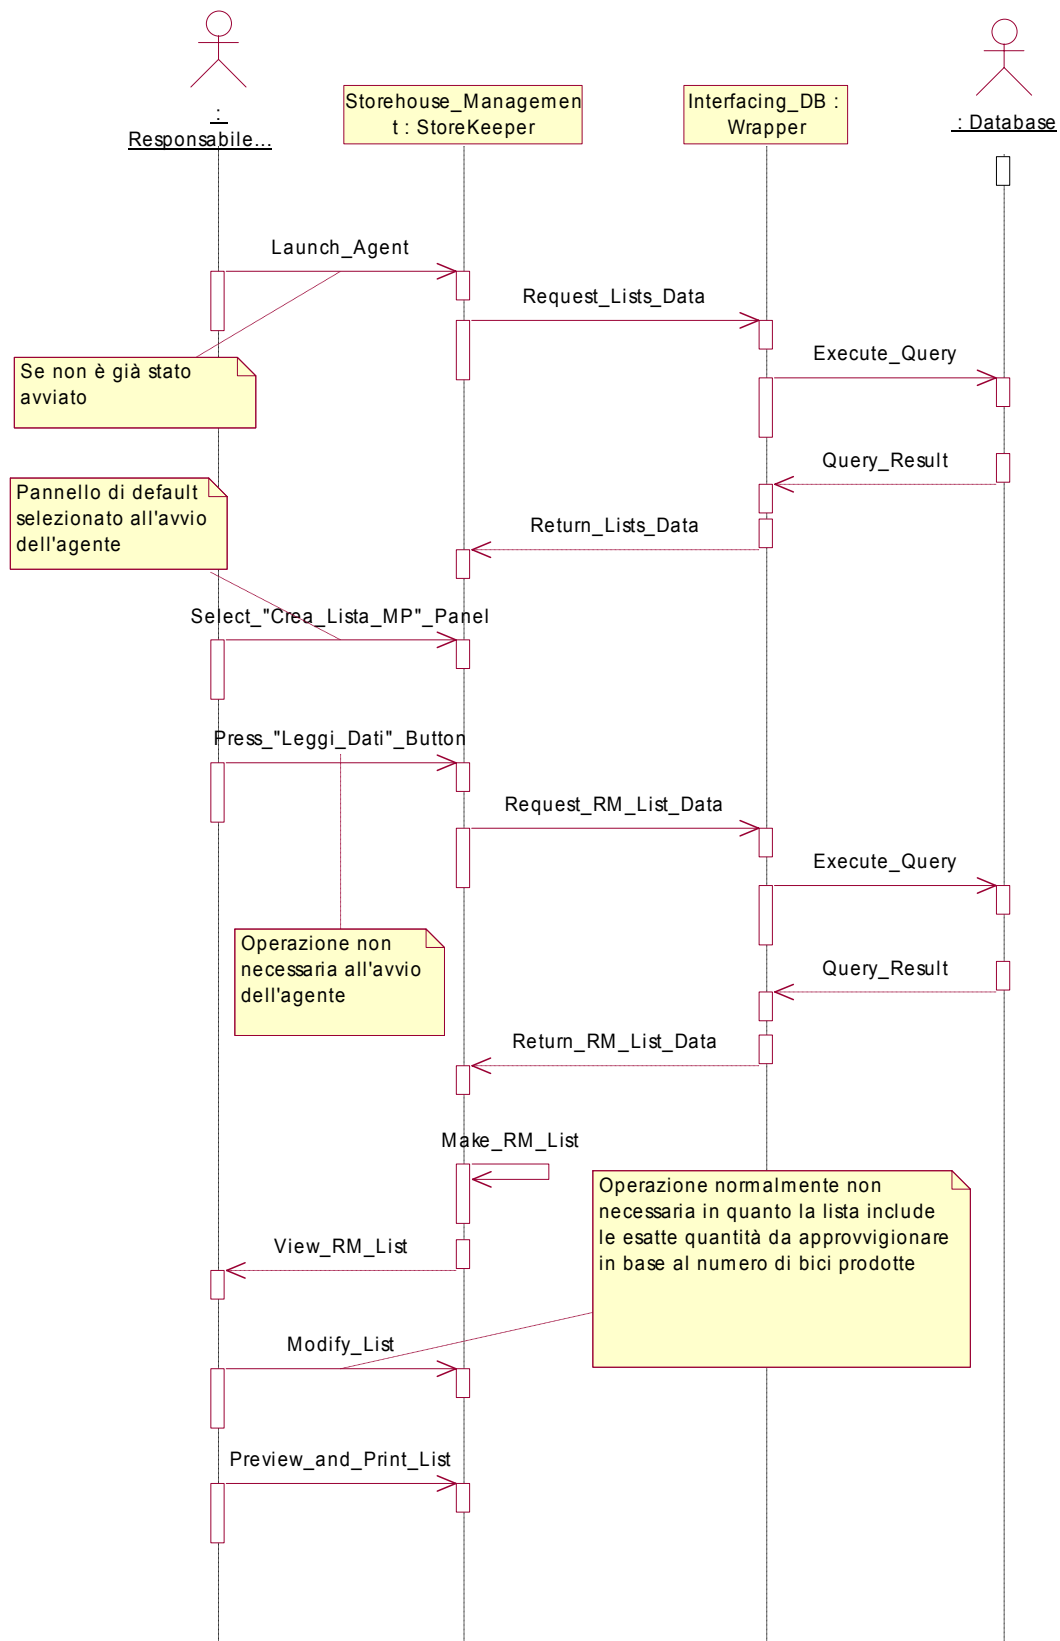 :
Responsabile...
Storehouse_Managemen
t : StoreKeeper
Interfacing_DB :
Wrapper
: Database
Launch_Agent
Request_Lists_Data
Se non è già stato
avviato
Execute_Query
Query_Result
Pannello di default
selezionato all'avvio
dell'agente
Return_Lists_Data
Select_"Crea_Lista_MP"_Panel
Press_"Leggi_Dati"_Button
Request_RM_List_Data
Execute_Query
Operazione non
necessaria all'avvio
dell'agente
Query_Result
Return_RM_List_Data
Make_RM_List
Operazione normalmente non
necessaria in quanto la lista include
le esatte quantità da approvvigionare
in base al numero di bici prodotte
View_RM_List
Modify_List
Preview_and_Print_List